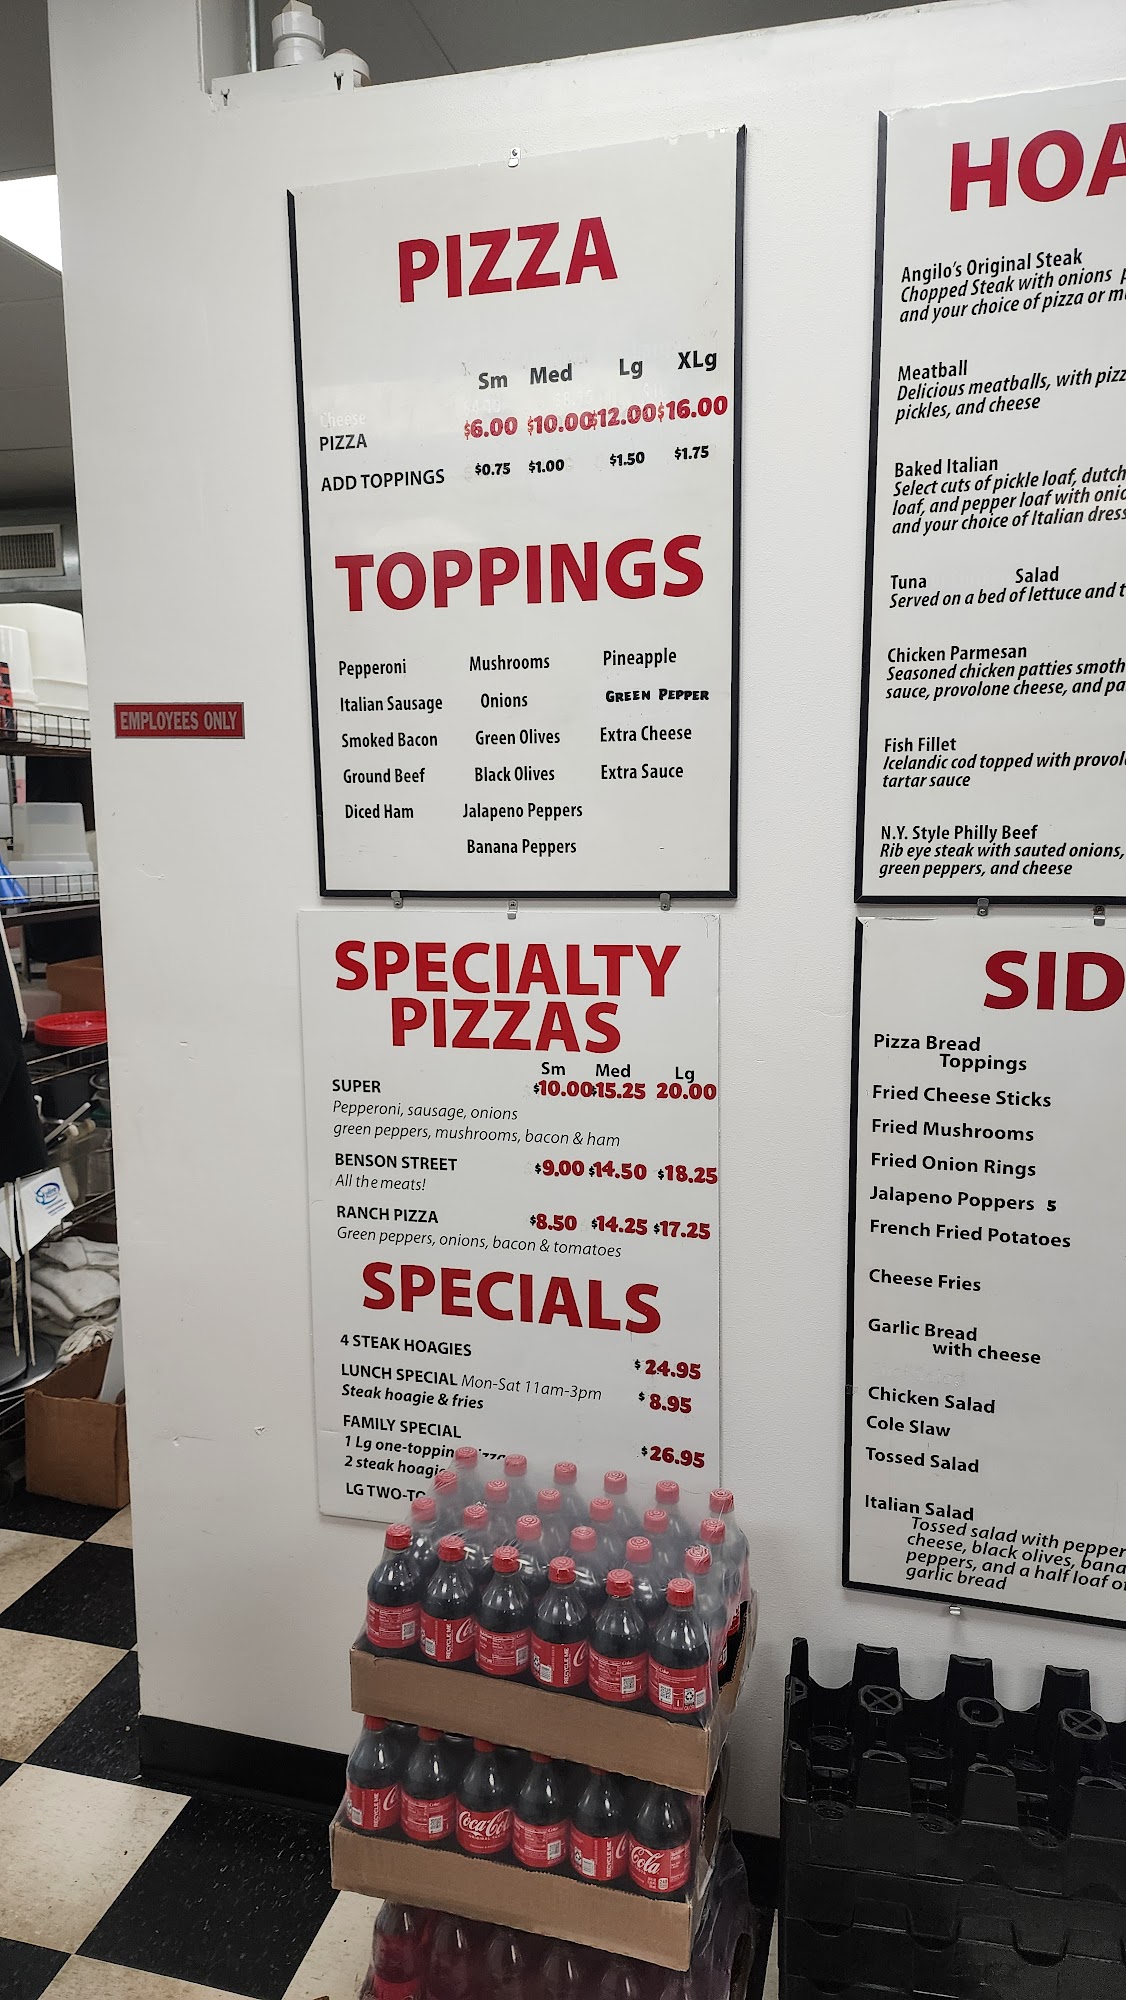 EMPLOYEES ONLY
PIZZA
Sm Med Lg XLg
Cheese
PIZZA $6.00 $10.00 $12.00 $16.00
ADD TOPPINGS $0.75 $1.00 $1.50 $1.75
TOPPINGS
Pepperoni Mushrooms Pineapple
Italian Sausage Onions GREEN PEPPER
Smoked Bacon Green Olives Extra Cheese
Ground Beef Black Olives Extra Sauce
Diced Ham Jalapeno Peppers
Banana Peppers
SPECIALTY
PIZZAS
Sm Med Lg
SUPER $10.00 $15.25 20.00
Pepperoni, sausage, onions
green peppers, mushrooms, bacon & ham
BENSON STREET $9.00 $14.50 $18.25
All the meats!
RANCH PIZZA $8.50 $14.25 $17.25
Green peppers, onions, bacon & tomatoes
SPECIALS
4 STEAK HOAGIES $24.95
LUNCH SPECIAL Mon-Sat 11am-3pm $8.95
Steak hoagie & fries
FAMILY SPECIAL $26.95
1 Lg one-topping
2 steak hoagie
LG TWO-TO
HOA
Angilo's Original Steak
Chopped Steak with onions
and your choice of pizza or
Meatball
Delicious meatballs, with pizz
pickles, and cheese
Baked Italian
Select cuts of pickle loaf, dutch
loaf, and pepper loaf with onio
and your choice of Italian dress
Tuna Salad
Served on a bed of lettuce and t
Chicken Parmesan
Seasoned chicken patties smoth
sauce, provolone cheese, and pa
Fish Fillet
Icelandic cod topped with provol
tartar sauce
N.Y. Style Philly Beef
Rib eye steak with sauted onions,
green peppers, and cheese
SID
Pizza Bread
Toppings
Fried Cheese Sticks
Fried Mushrooms
Fried Onion Rings
Jalapeno Poppers 5
French Fried Potatoes
Cheese Fries
Garlic Bread
with cheese
Chicken Salad
Cole Slaw
Tossed Salad
Italian Salad
Tossed salad with pepper
cheese, black olives, bana
peppers, and a half loaf of
garlic bread
RECYCLE ME
Coca-Cola